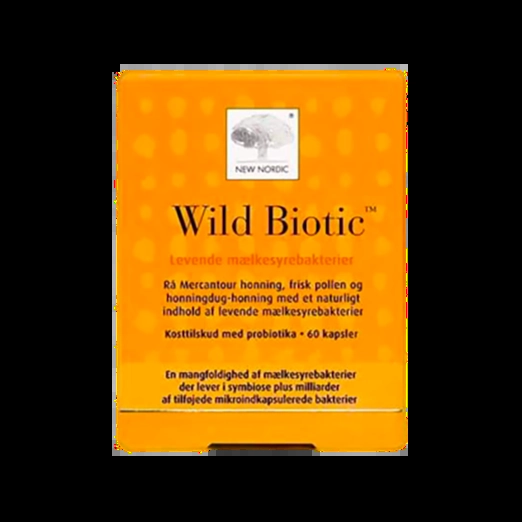 ®
NEW NORDIC
Wild Biotic™
Levende mælkesyrebakterier
Rå Mercantour honning, frisk pollen og
honningdug-honning med et naturligt
indhold af levende mælkesyrebakterier
Kosttilskud med probiotika • 60 kapsler
En mangfoldighed af mælkesyrebakterier
der lever i symbiose plus milliarder
af tilføjede mikroindkapsulerede bakterier